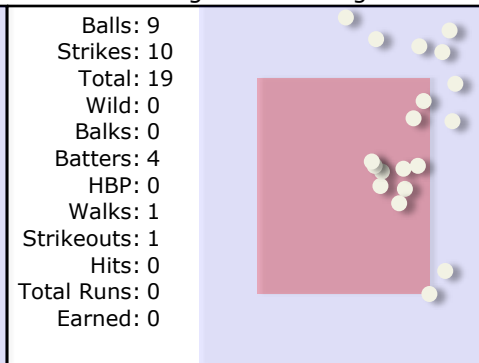 Balls: 9
Strikes: 10
Total: 19
Wild: 0
Balks: 0
Batters: 4
HBP: 0
Walks: 1
Strikeouts: 1
Hits: 0
Total Runs: 0
Earned: 0